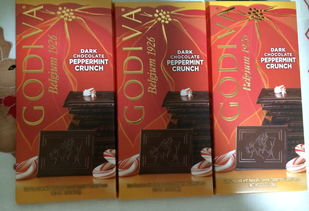 GODIVA
Belgium 1926
DARK
CHOCOLATE
PEPPERMINT
CRUNCH
GODIVA
Belgium 1926
DARK
CHOCOLATE
PEPPERMINT
CRUNCH
GODIVA
Belgium 1926
DARK
CHOCOLATE
PEPPERMINT
CRUNCH